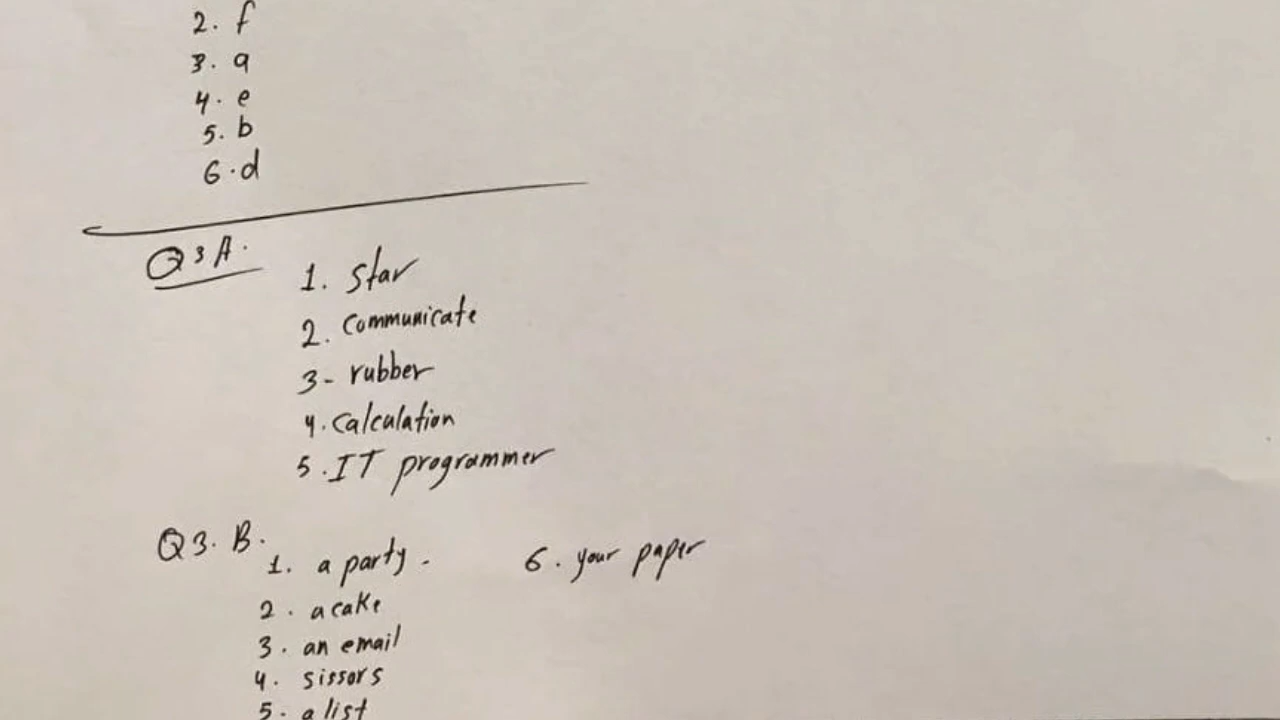 2. f
3. a
4. e
5. b
6. d
Q3A.
1. star
2. communicate
3- rubber
4. calculation
5. IT programmer
Q3. B.
1. a party.
6. your paper
2. a cake
3. an email
4. sissors
5. a list